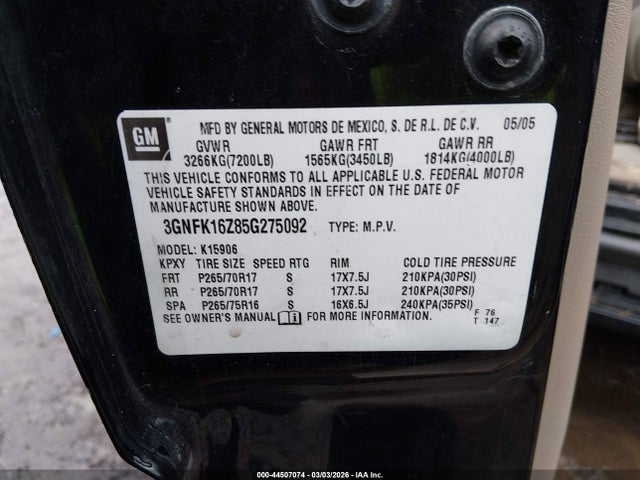 GM
MFD BY GENERAL MOTORS DE MEXICO, S. DE R.L. DE C.V. 05/05
GVWR GAWR FRT GAWR RR
3266KG(7200LB) 1565KG(3450LB) 1814KG(4000LB)
THIS VEHICLE CONFORMS TO ALL APPLICABLE U.S. FEDERAL MOTOR
VEHICLE SAFETY STANDARDS IN EFFECT ON THE DATE OF
MANUFACTURE SHOWN ABOVE.
3GNFK16Z85G275092 TYPE: M.P.V.
MODEL: K15906
KPXY TIRE SIZE SPEED RTG RIM COLD TIRE PRESSURE
FRT P265/70R17 S 17X7.5J 210KPA(30PSI)
RR P265/70R17 S 17X7.5J 210KPA(30PSI)
SPA P265/75R16 S 16X6.5J 240KPA(35PSI)
SEE OWNER'S MANUAL FOR MORE INFORMATION.
F 76
T 147
000-44507074 | 03/03/2026 - © IAA Inc.